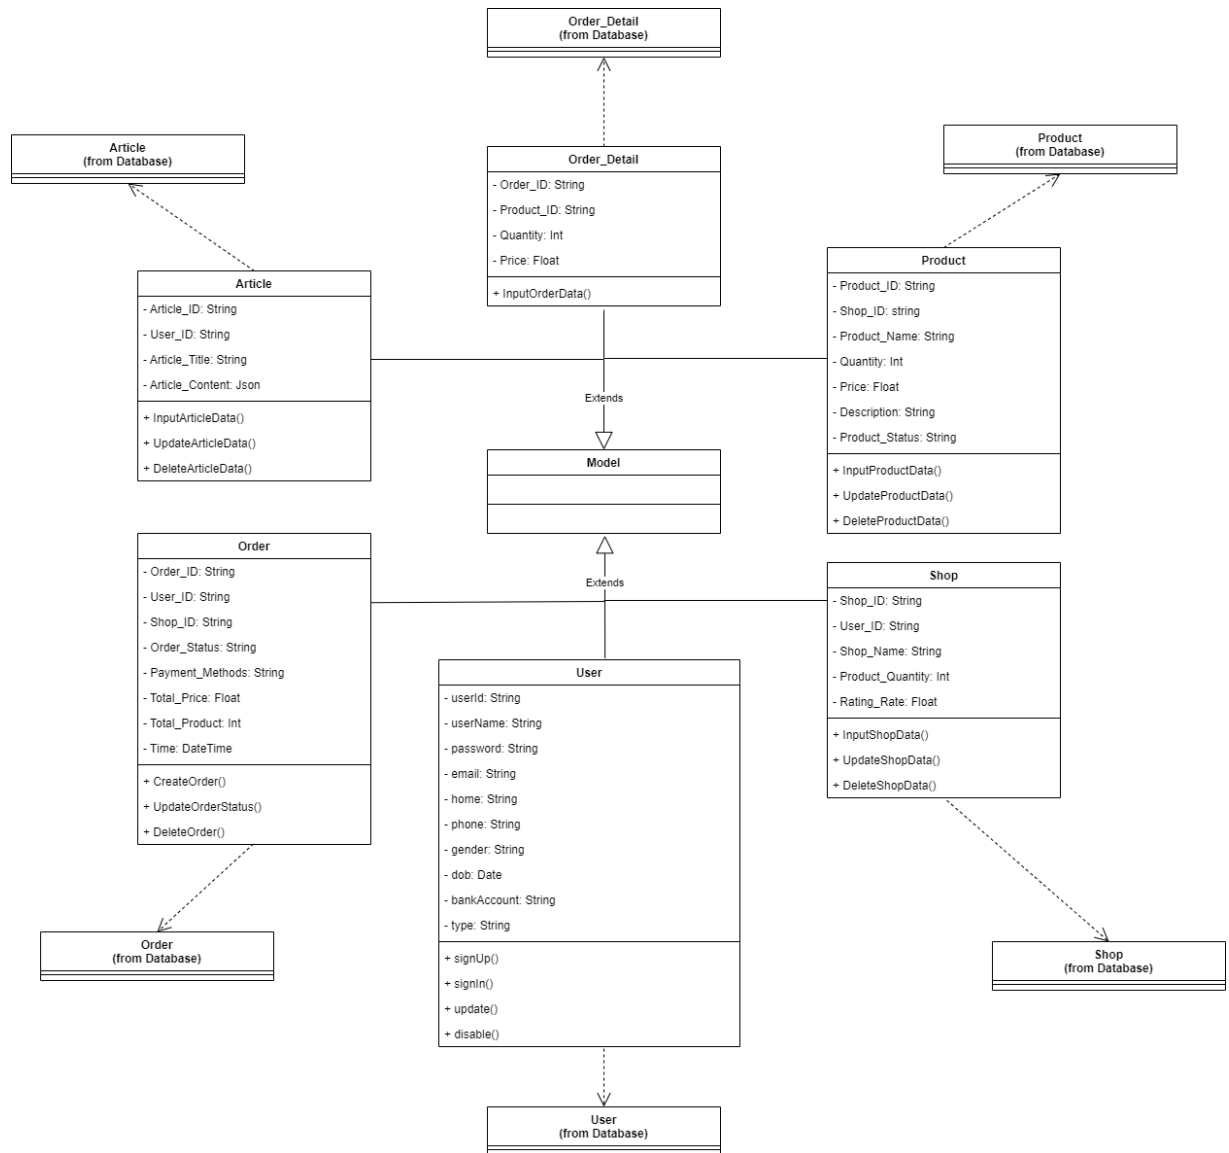 Order_Detail
(from Database)
Article
(from Database)
Product
(from Database)
Order_Detail
- Order_ID: String
- Product_ID: String
- Quantity: Int
- Price: Float
+ InputOrderData()
Article
- Article_ID: String
- User_ID: String
- Article_Title: String
- Article_Content: Json
+ InputArticleData()
+ UpdateArticleData()
+ DeleteArticleData()
Product
- Product_ID: String
- Shop_ID: string
- Product_Name: String
- Quantity: Int
- Price: Float
- Description: String
- Product_Status: String
+ InputProductData()
+ UpdateProductData()
+ DeleteProductData()
Extends
Model
Extends
Order
- Order_ID: String
- User_ID: String
- Shop_ID: String
- Order_Status: String
- Payment_Methods: String
- Total_Price: Float
- Total_Product: Int
- Time: DateTime
+ CreateOrder()
+ UpdateOrderStatus()
+ DeleteOrder()
Shop
- Shop_ID: String
- User_ID: String
- Shop_Name: String
- Product_Quantity: Int
- Rating_Rate: Float
+ InputShopData()
+ UpdateShopData()
+ DeleteShopData()
User
- userId: String
- userName: String
- password: String
- email: String
- home: String
- phone: String
- gender: String
- dob: Date
- bankAccount: String
- type: String
+ signUp()
+ signIn()
+ update()
+ disable()
Order
(from Database)
Shop
(from Database)
User
(from Database)